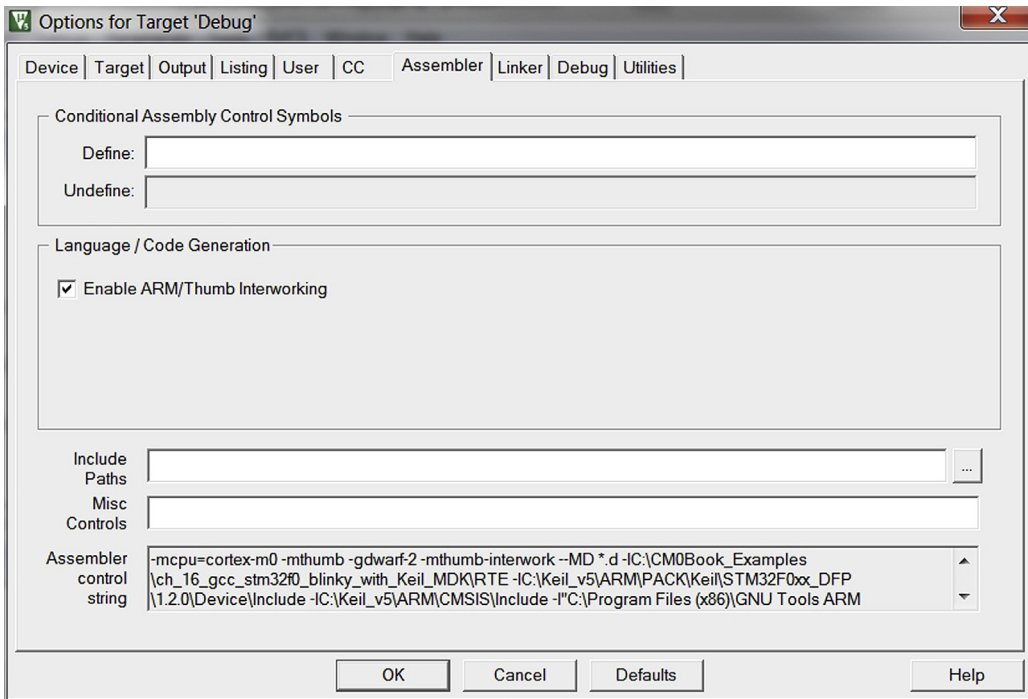 Options for Target 'Debug'
X
Device Target Output Listing User CC Assembler Linker Debug Utilities
Conditional Assembly Control Symbols
Define:
Undefine:
Language / Code Generation
Enable ARM/Thumb Interworking
Include
Paths
...
Misc
Controls
Assembler
control
string
-mcpu=cortex-m0 -mthumb -gdwarf-2 -mthumb-interwork --MD *.d -IC:\CM0Book_Examples
\ch_16_gcc_stm32f0_blinky_with_Keil_MDK\RTE -IC:\Keil_v5\ARM\PACK\Keil\STM32F0xx_DFP
\1.2.0\Device\Include -IC:\Keil_v5\ARM\CMSIS\Include -I"C:\Program Files (x86)\GNU Tools ARM
OK Cancel Defaults Help